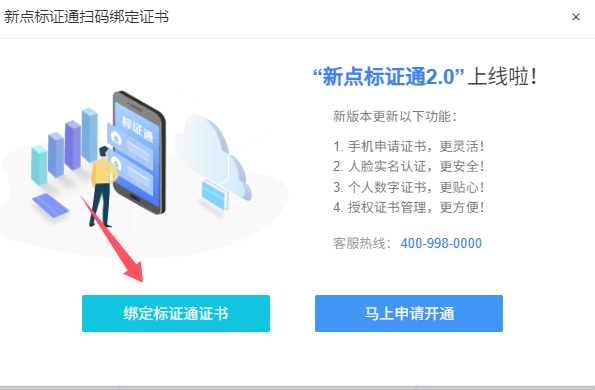 新点标证通扫码绑定证书
×
标证通
“新点标证通2.0”上线啦！
新版本更新以下功能：
1. 手机申请证书，更灵活！
2. 人脸实名认证，更安全！
3. 个人数字证书，更贴心！
4. 授权证书管理，更方便！
客服热线： 400-998-0000
绑定标证通证书
马上申请开通